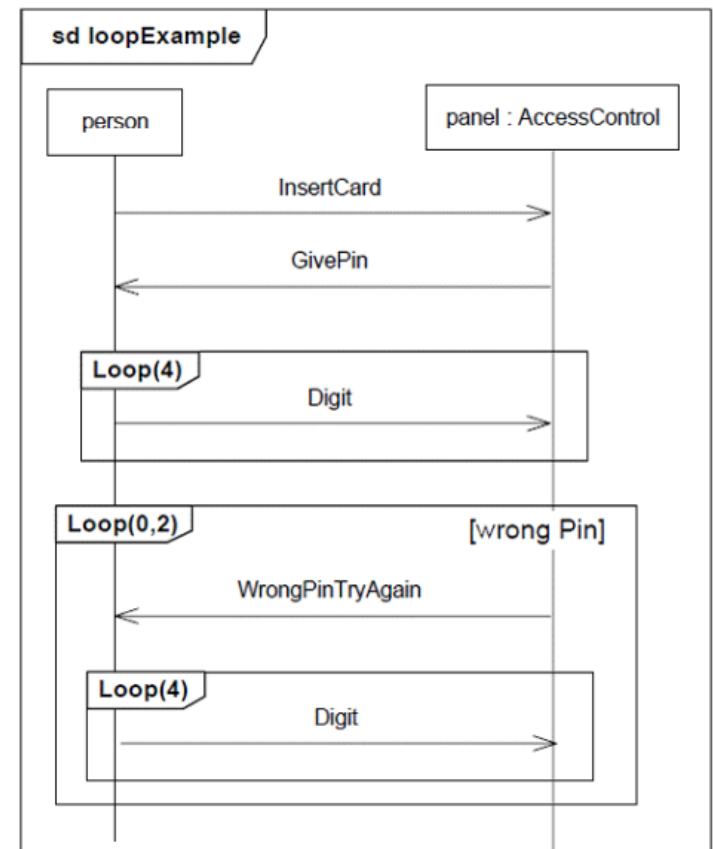 sd loopExample
person
panel : AccessControl
InsertCard
GivePin
Loop(4)
Digit
Loop(0,2)
[wrong Pin]
WrongPinTryAgain
Loop(4)
Digit